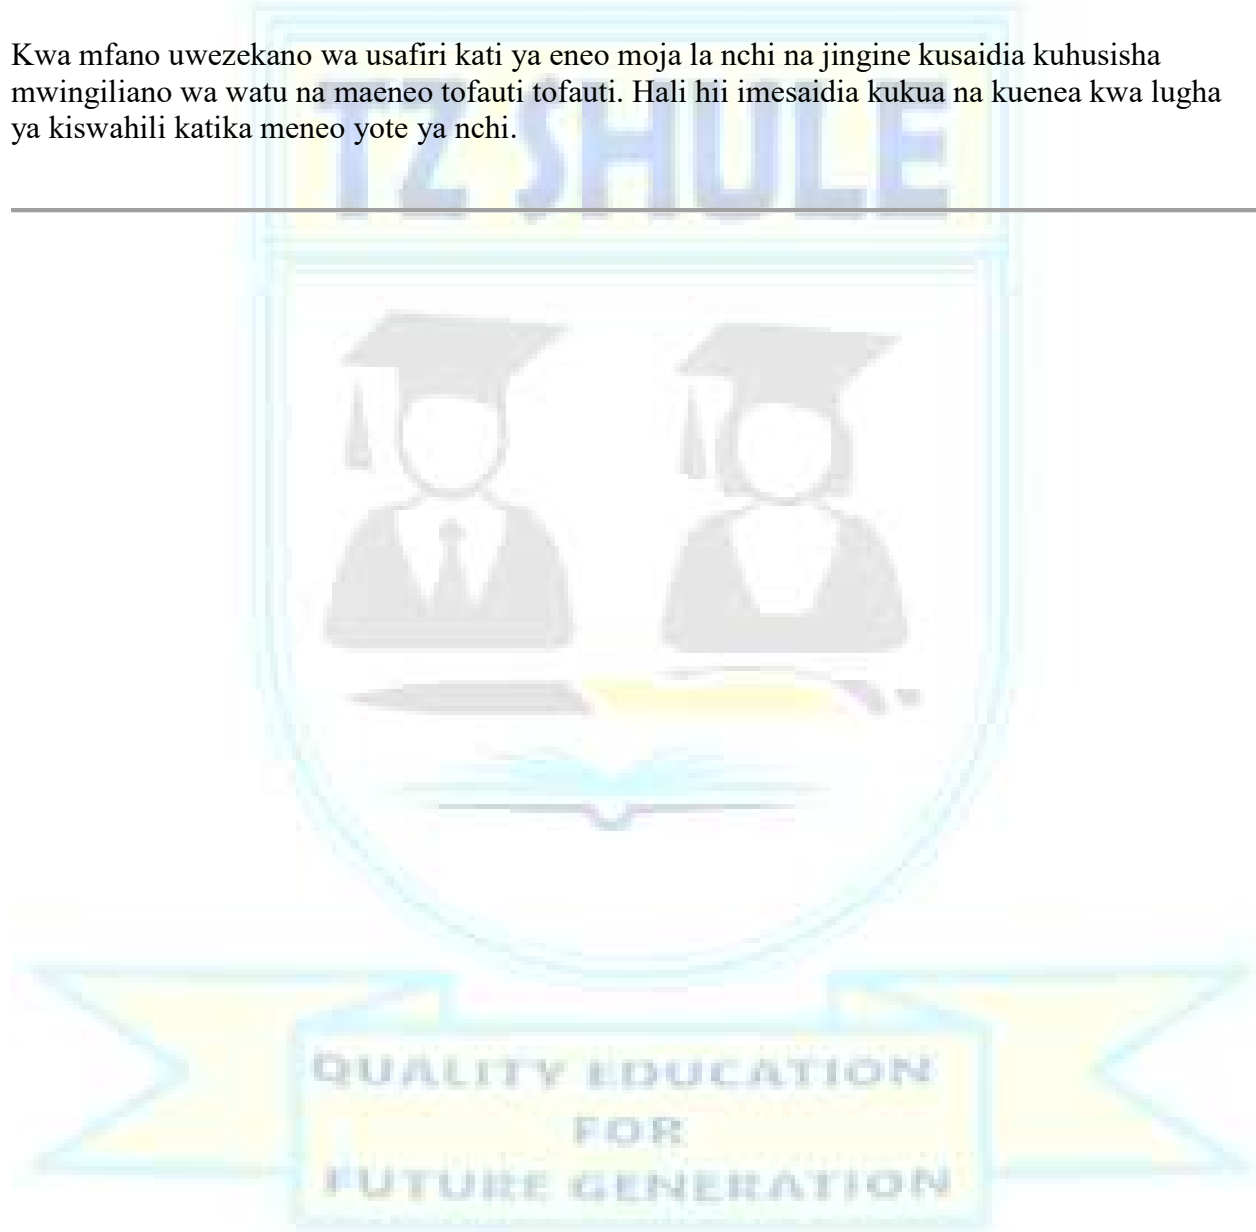 Kwa mfano uwezekano wa usafiri kati ya eneo moja la nchi na jingine kusaidia kuhusisha
mwingiliano wa watu na maeneo tofauti tofauti. Hali hii imesaidia kukua na kuenea kwa lugha
ya kiswahili katika meneo yote ya nchi.
TZ SHULE
QUALITY EDUCATION
FOR
FUTURE GENERATION